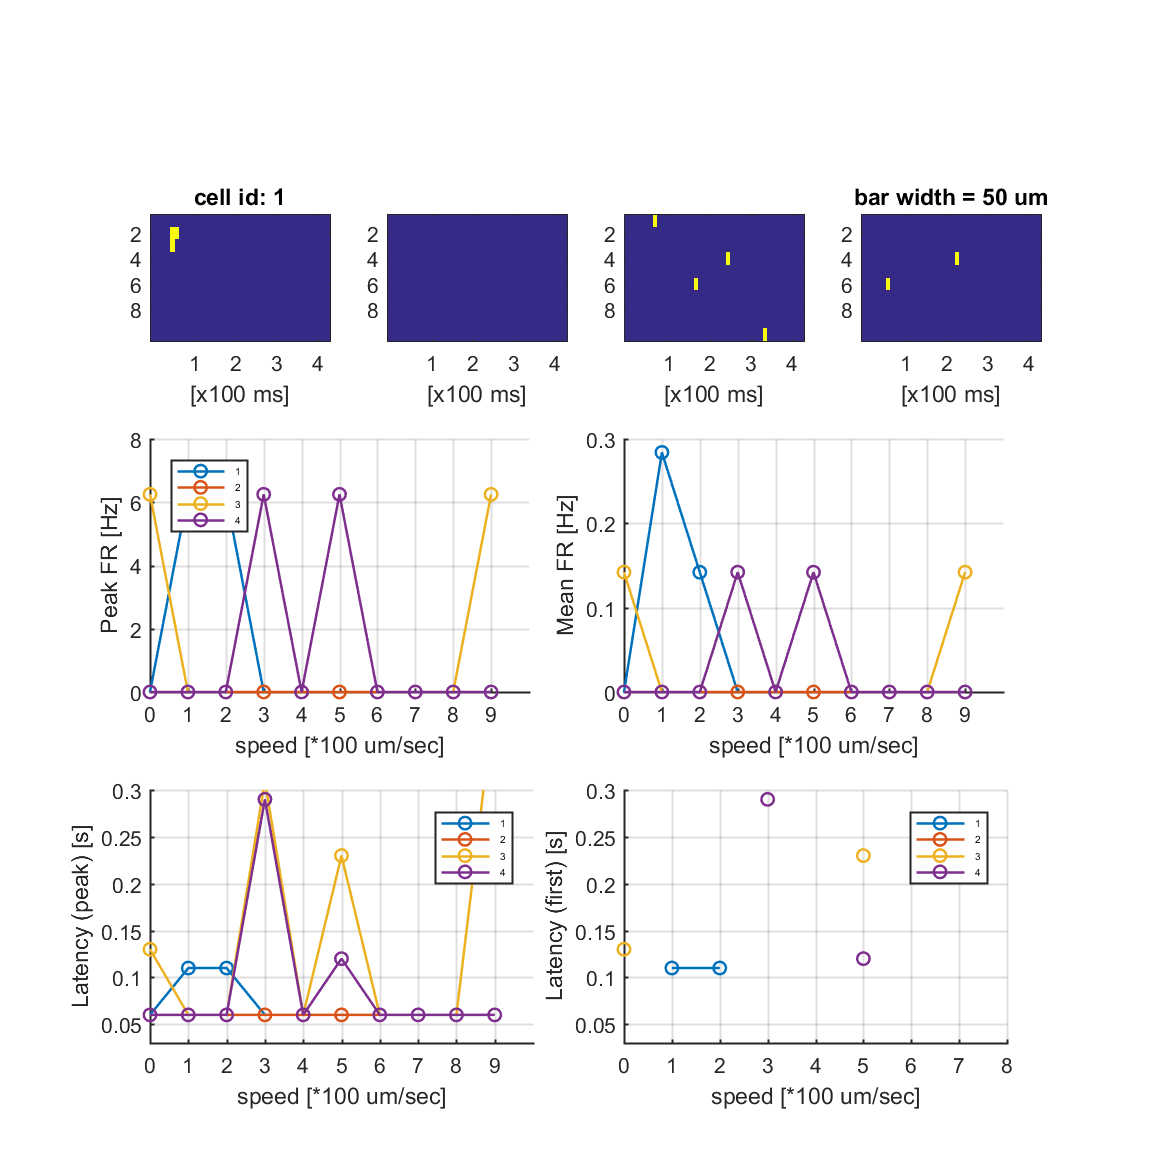 cell id: 1
bar width = 50 um
2
4
6
8
1 2 3 4
[x100 ms]
2
4
6
8
1 2 3 4
[x100 ms]
2
4
6
8
1 2 3 4
[x100 ms]
2
4
6
8
1 2 3 4
[x100 ms]
Peak FR [Hz]
8
6
4
2
0
1
2
3
4
0 1 2 3 4 5 6 7 8 9
speed [*100 um/sec]
Mean FR [Hz]
0.3
0.2
0.1
0
0 1 2 3 4 5 6 7 8 9
speed [*100 um/sec]
Latency (peak) [s]
0.3
0.25
0.2
0.15
0.1
0.05
1
2
3
4
0 1 2 3 4 5 6 7 8 9
speed [*100 um/sec]
Latency (first) [s]
0.3
0.25
0.2
0.15
0.1
0.05
1
2
3
4
0 1 2 3 4 5 6 7 8
speed [*100 um/sec]